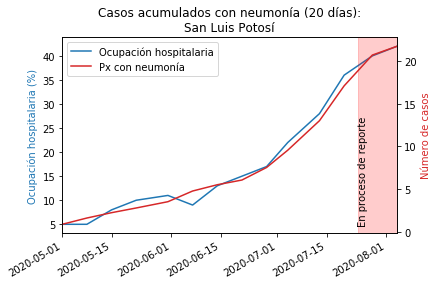 Casos acumulados con neumonía (20 días):
San Luis Potosí
Ocupación hospitalaria
Px con neumonía
Ocupación hospitalaria (%)
40
35
30
25
20
15
10
5
En proceso de reporte
20
15
10
5
0
Número de casos
2020-05-01
2020-05-15
2020-06-01
2020-06-15
2020-07-01
2020-07-15
2020-08-01